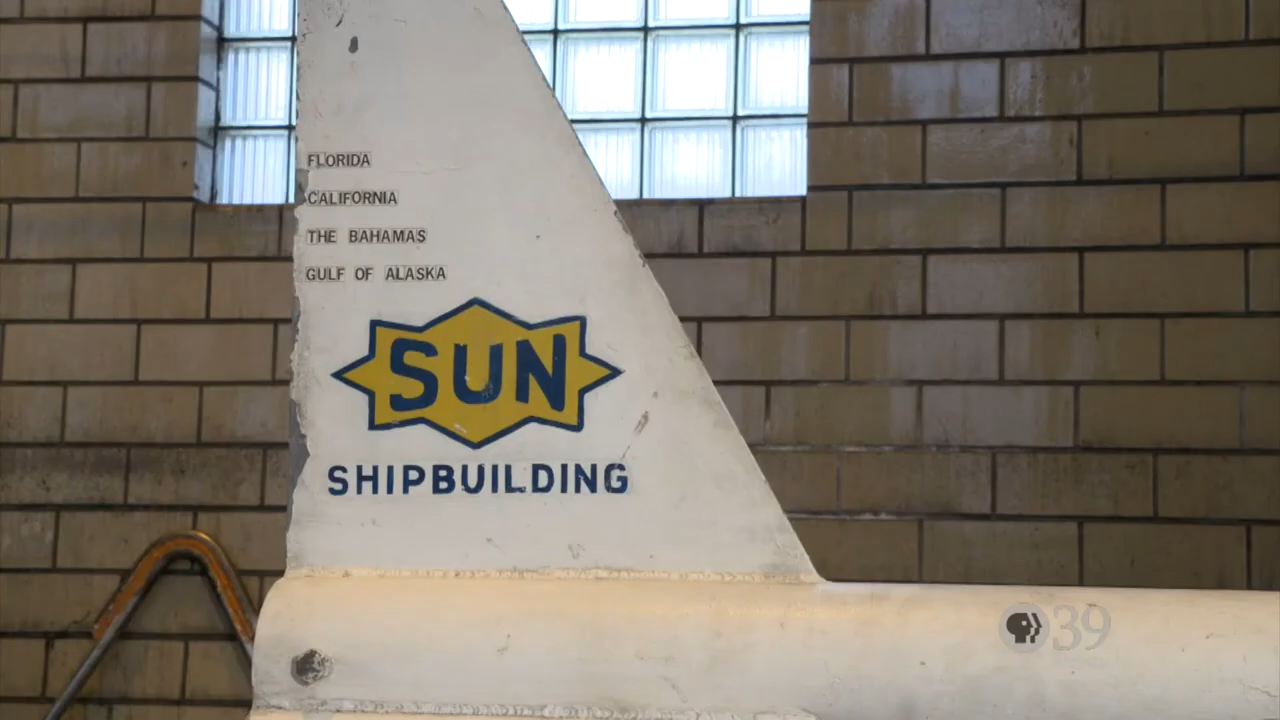 FLORIDA
CALIFORNIA
THE BAHAMAS
GULF OF ALASKA
SUN
SHIPBUILDING
39